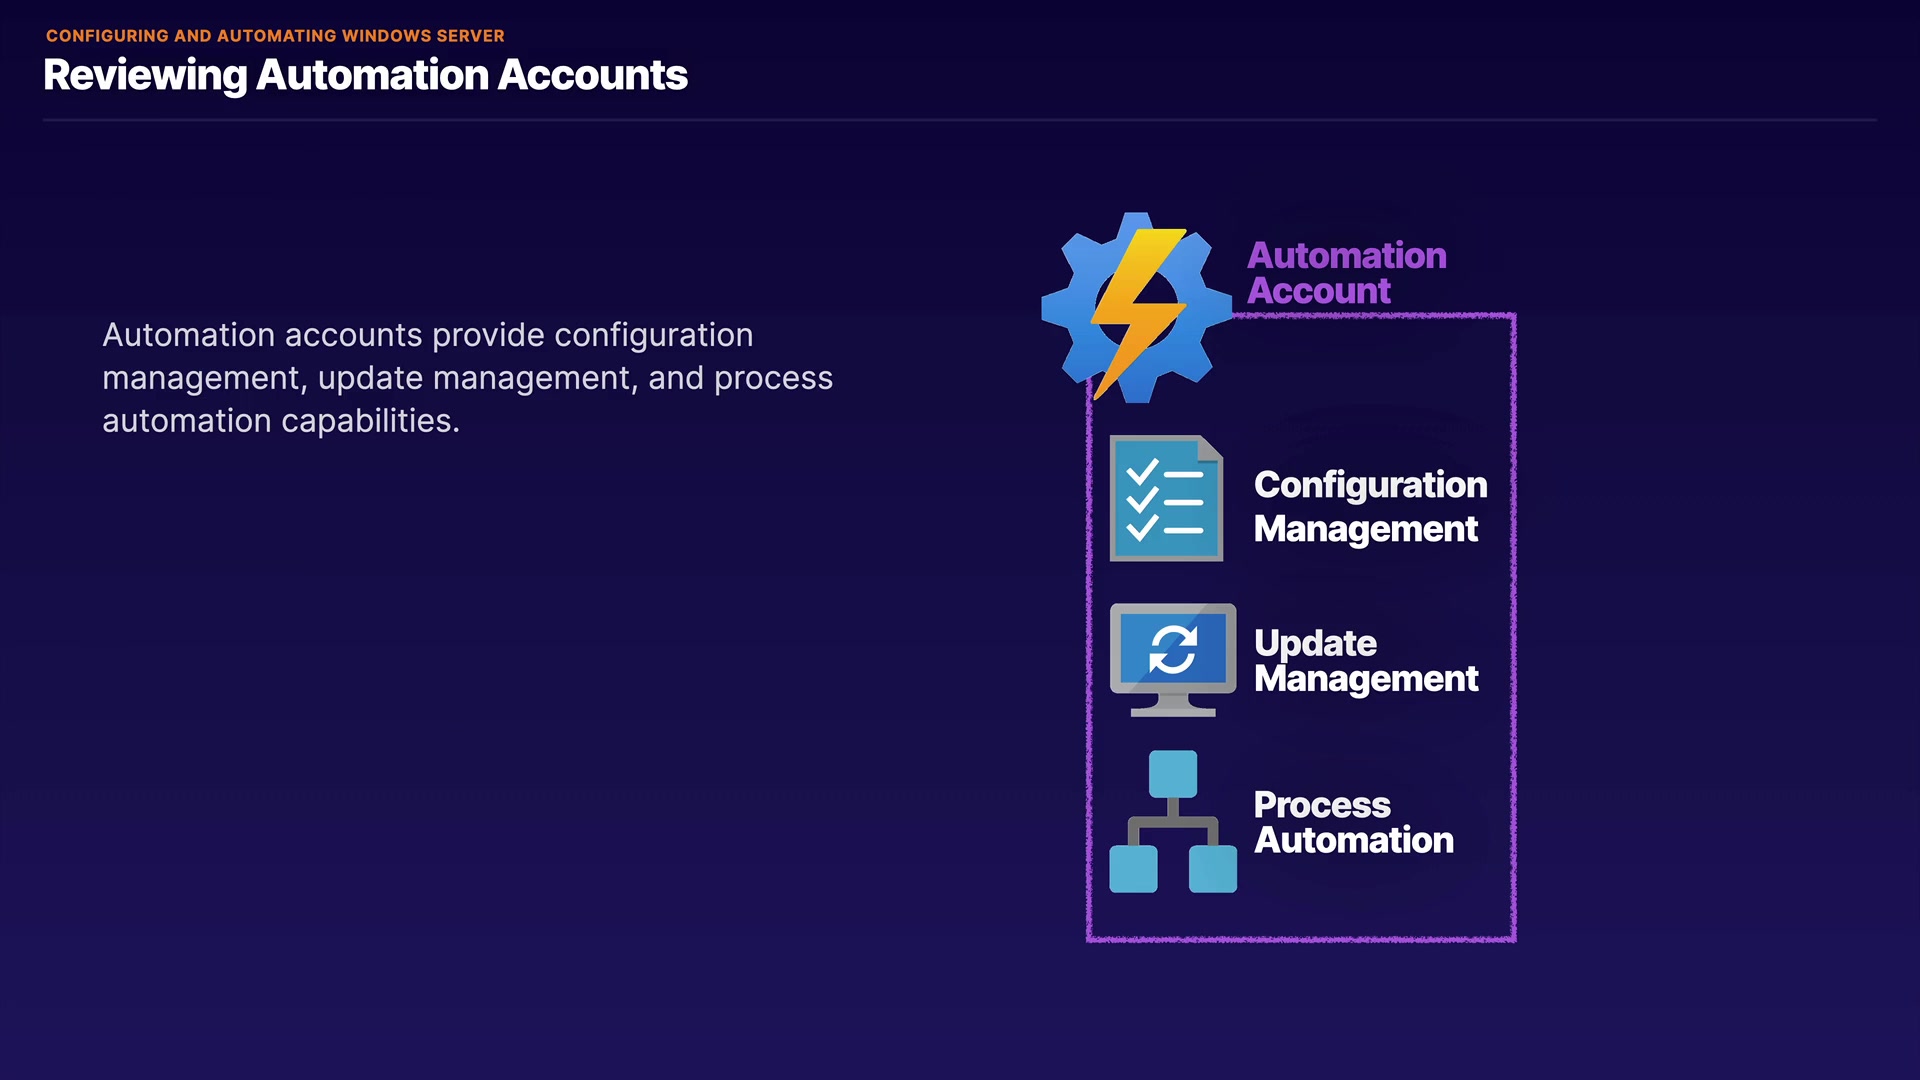 CONFIGURING AND AUTOMATING WINDOWS SERVER
Reviewing Automation Accounts
Automation accounts provide configuration
management, update management, and process
automation capabilities.
Automation
Account
Configuration
Management
Update
Management
Process
Automation